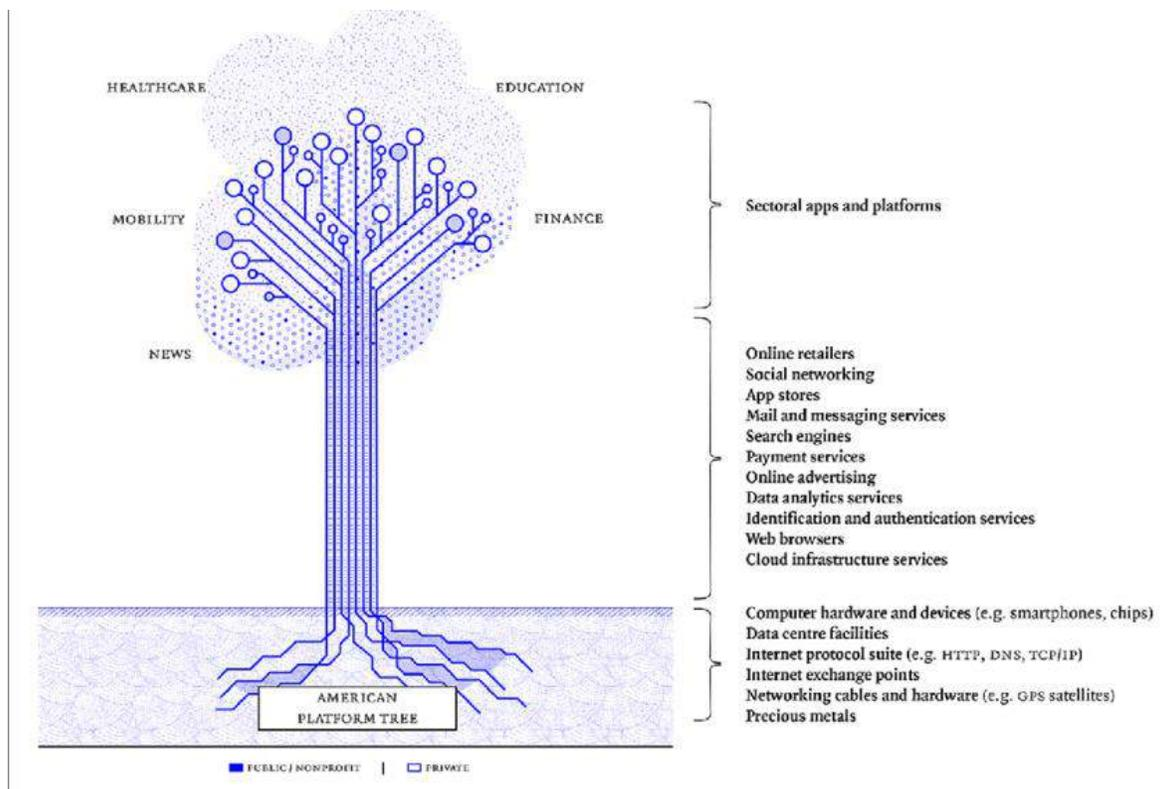 HEALTHCARE
EDUCATION
MOBILITY
FINANCE
NEWS
Sectoral apps and platforms
Online retailers
Social networking
App stores
Mail and messaging services
Search engines
Payment services
Online advertising
Data analytics services
Identification and authentication services
Web browsers
Cloud infrastructure services
Computer hardware and devices (e.g. smartphones, chips)
Data centre facilities
Internet protocol suite (e.g. HTTP, DNS, TCP/IP)
Internet exchange points
Networking cables and hardware (e.g. GPS satellites)
Precious metals
AMERICAN
PLATFORM TREE
PUBLIC / NONPROFIT | PRIVATE